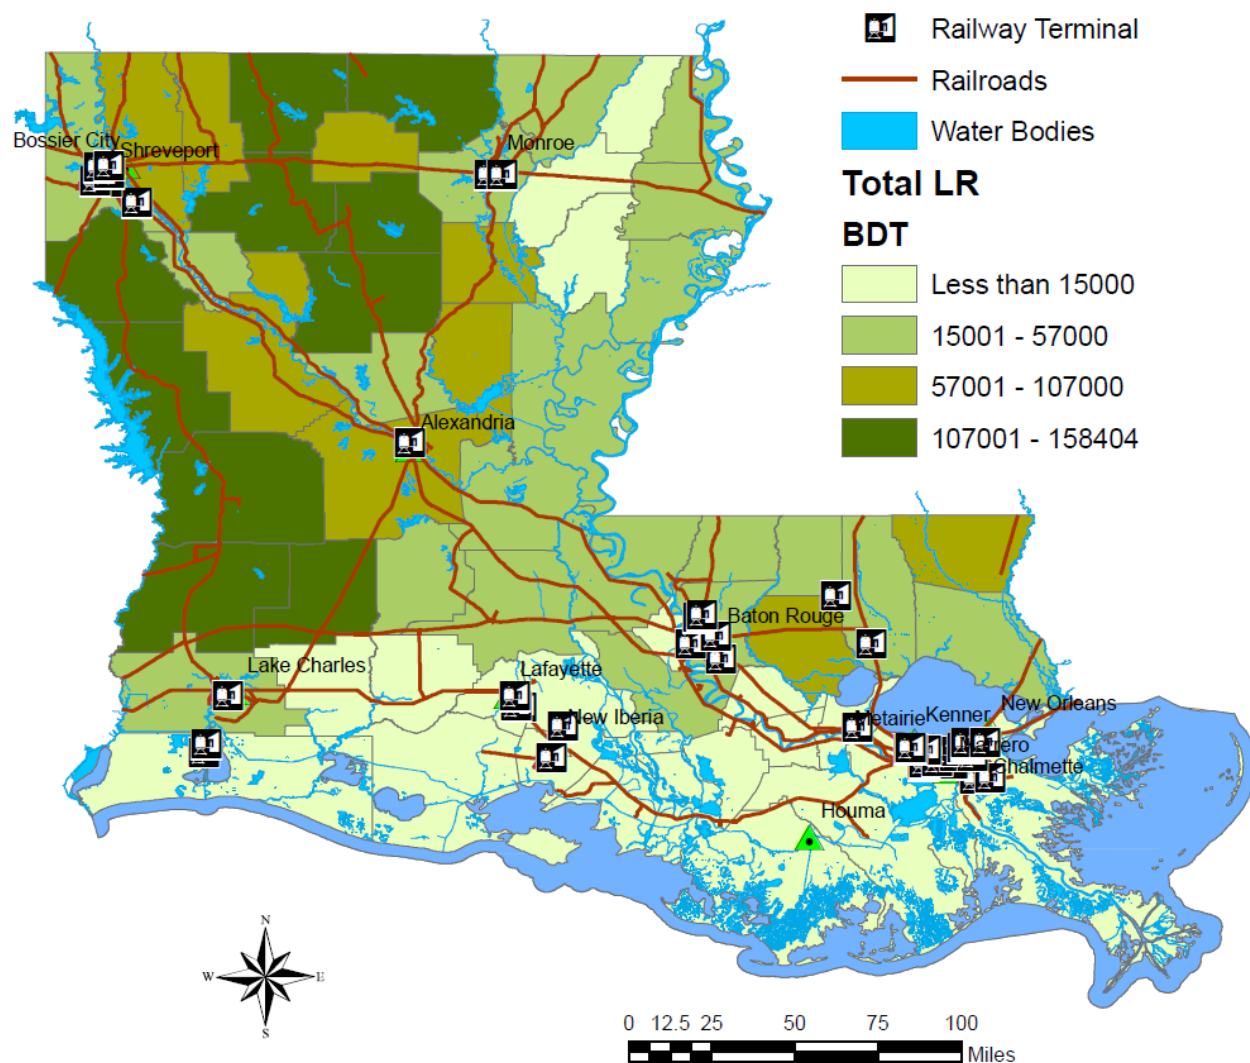 Railway Terminal
Railroads
Water Bodies
Total LR
BDT
Less than 15000
15001 - 57000
57001 - 107000
107001 - 158404
Bossier City
Shreveport
Monroe
Alexandria
Baton Rouge
Lake Charles
Lafayette
New Iberia
Metairie
Kenner
New Orleans
Chalmette
Houma
N
W E
S
0 12.5 25 50 75 100
Miles